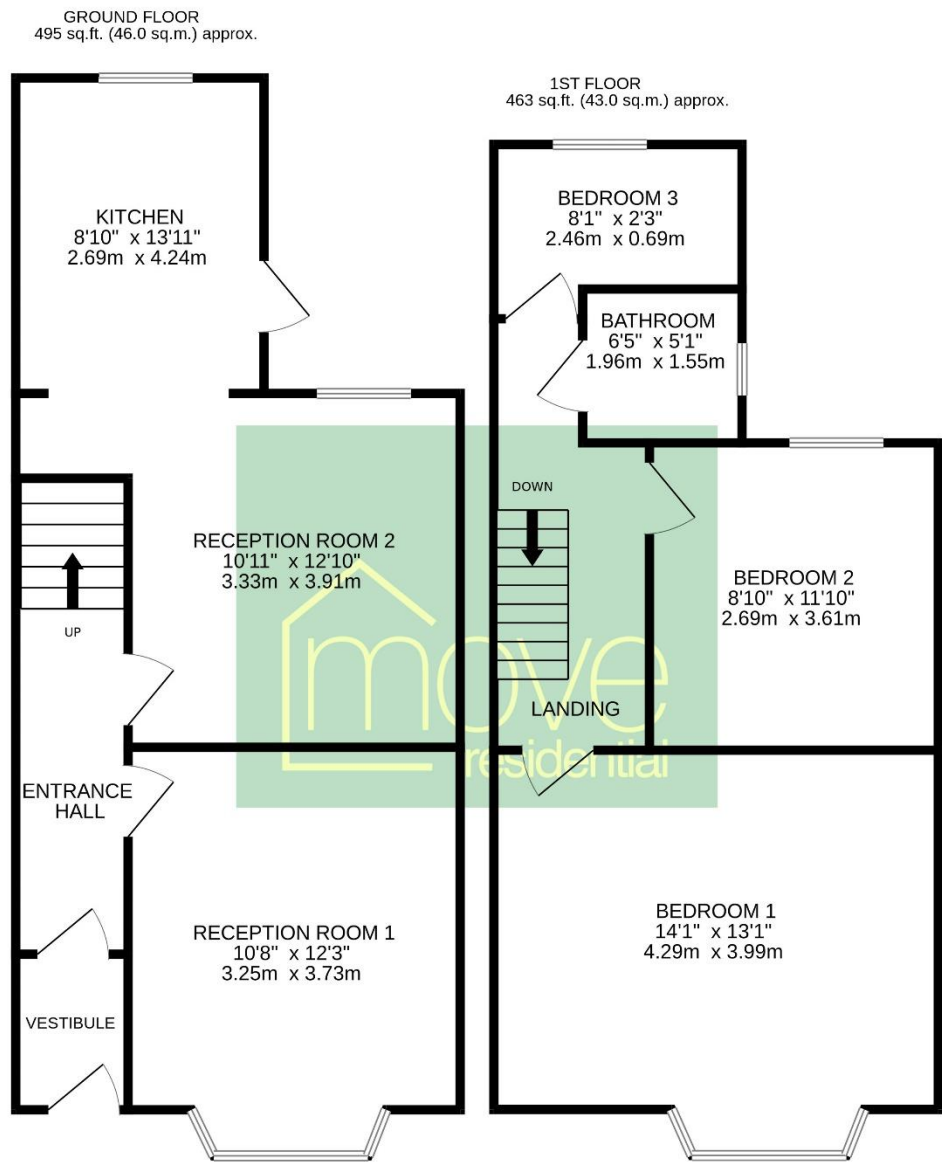 GROUND FLOOR
495 sq.ft. (46.0 sq.m.) approx.
KITCHEN
8'10" x 13'11"
2.69m x 4.24m
RECEPTION ROOM 2
10'11" x 12'10"
3.33m x 3.91m
UP
ENTRANCE
HALL
RECEPTION ROOM 1
10'8" x 12'3"
3.25m x 3.73m
VESTIBULE
1ST FLOOR
463 sq.ft. (43.0 sq.m.) approx.
BEDROOM 3
8'1" x 2'3"
2.46m x 0.69m
BATHROOM
6'5" x 5'1"
1.96m x 1.55m
DOWN
BEDROOM 2
8'10" x 11'10"
2.69m x 3.61m
LANDING
BEDROOM 1
14'1" x 13'1"
4.29m x 3.99m
move
residential